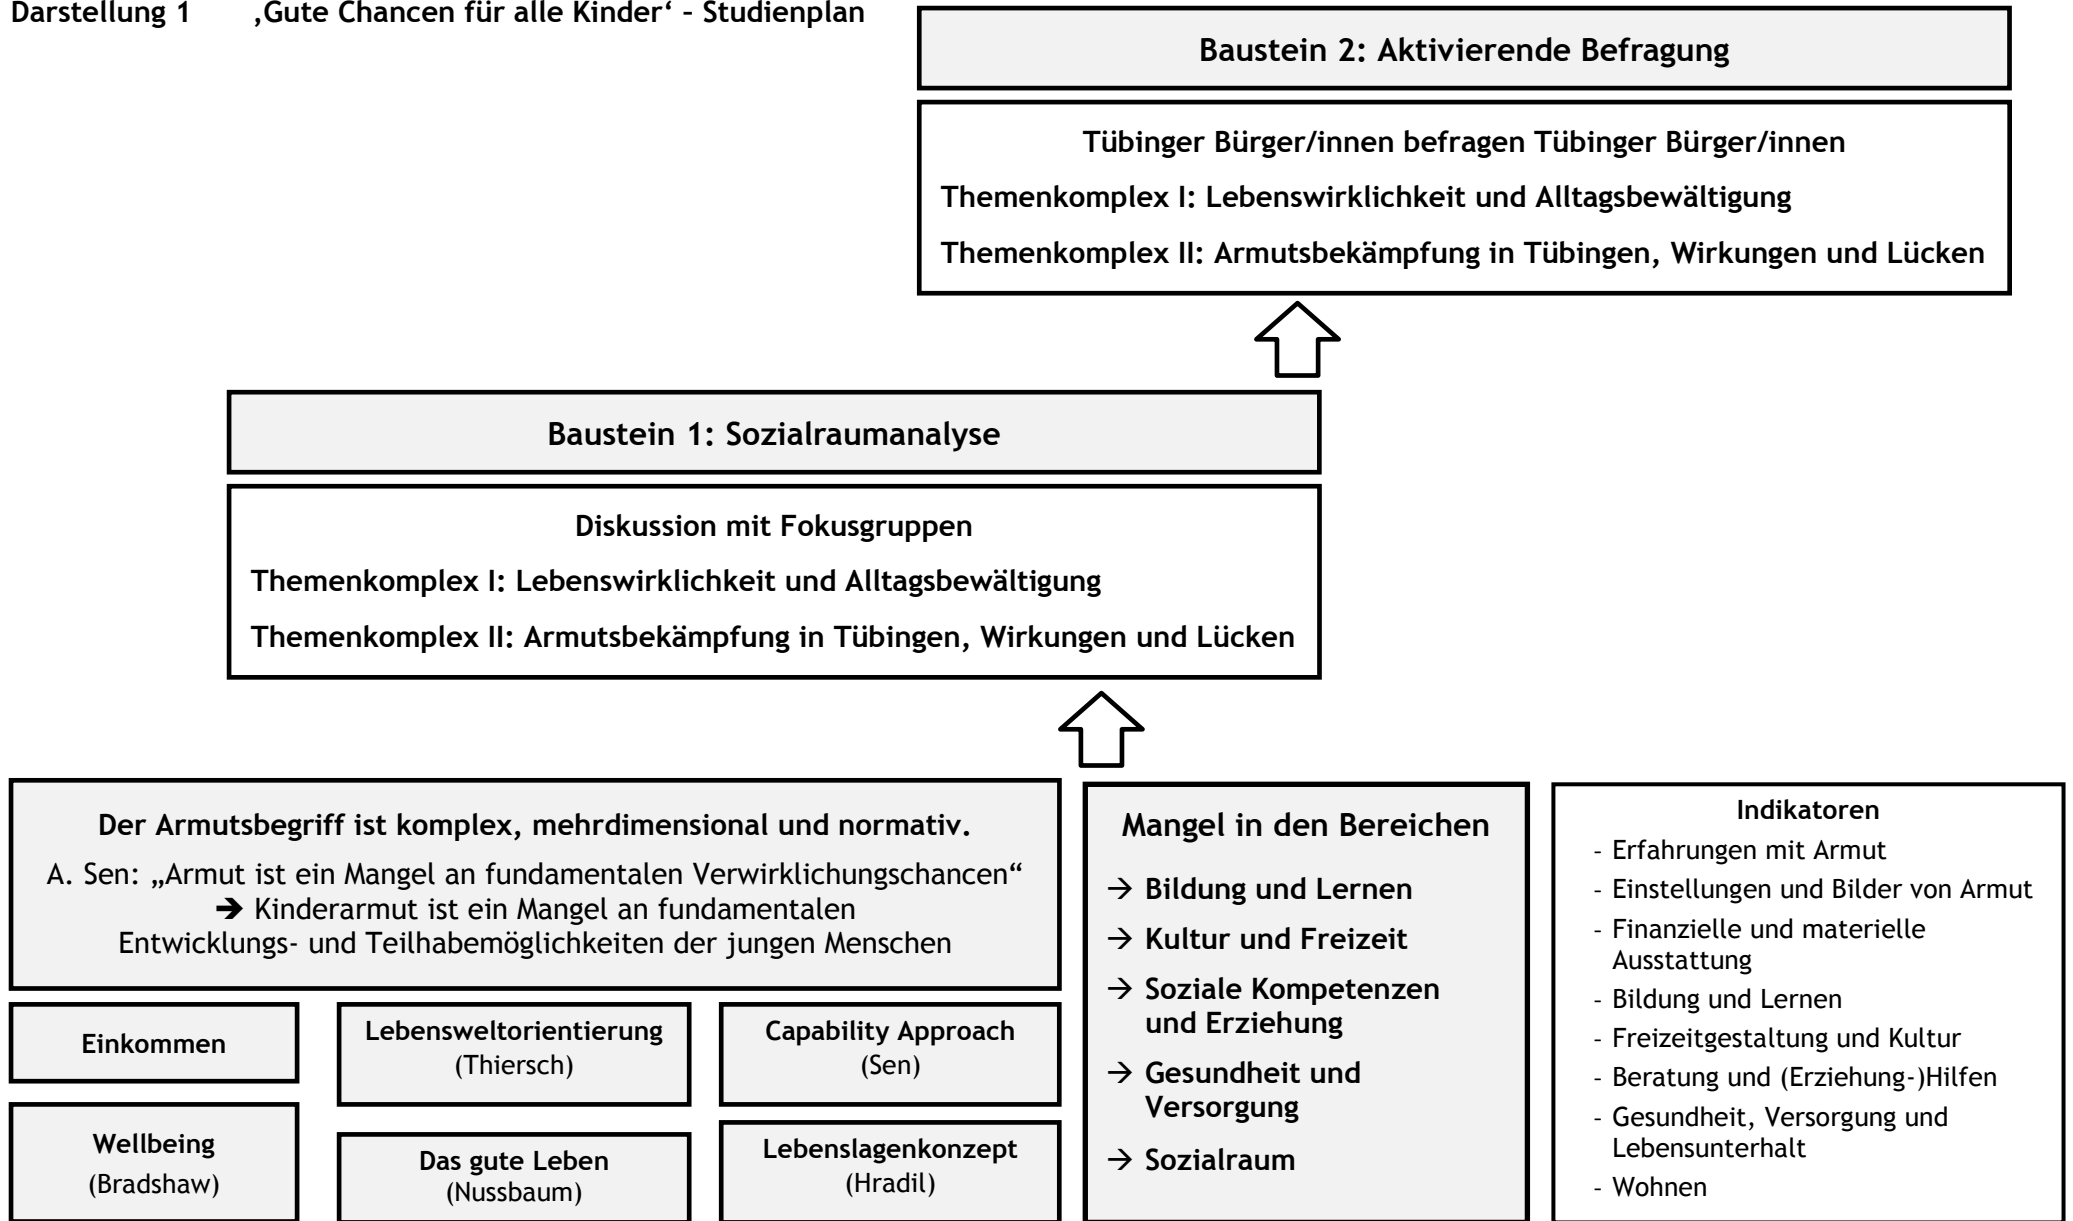 Darstellung 1 ‚Gute Chancen für alle Kinder‘ – Studienplan
Baustein 2: Aktivierende Befragung
Tübinger Bürger/innen befragen Tübinger Bürger/innen
Themenkomplex I: Lebenswirklichkeit und Alltagsbewältigung
Themenkomplex II: Armutsbekämpfung in Tübingen, Wirkungen und Lücken
Baustein 1: Sozialraumanalyse
Diskussion mit Fokusgruppen
Themenkomplex I: Lebenswirklichkeit und Alltagsbewältigung
Themenkomplex II: Armutsbekämpfung in Tübingen, Wirkungen und Lücken
Der Armutsbegriff ist komplex, mehrdimensional und normativ.
A. Sen: „Armut ist ein Mangel an fundamentalen Verwirklichungschancen“
➔ Kinderarmut ist ein Mangel an fundamentalen
Entwicklungs- und Teilhabemöglichkeiten der jungen Menschen
Einkommen
Wellbeing
(Bradshaw)
Lebensweltorientierung
(Thiersch)
Das gute Leben
(Nussbaum)
Capability Approach
(Sen)
Lebenslagenkonzept
(Hradil)
Mangel in den Bereichen
→ Bildung und Lernen
→ Kultur und Freizeit
→ Soziale Kompetenzen
und Erziehung
→ Gesundheit und
Versorgung
→ Sozialraum
Indikatoren
- Erfahrungen mit Armut
- Einstellungen und Bilder von Armut
- Finanzielle und materielle
Ausstattung
- Bildung und Lernen
- Freizeitgestaltung und Kultur
- Beratung und (Erziehung-)Hilfen
- Gesundheit, Versorgung und
Lebensunterhalt
- Wohnen